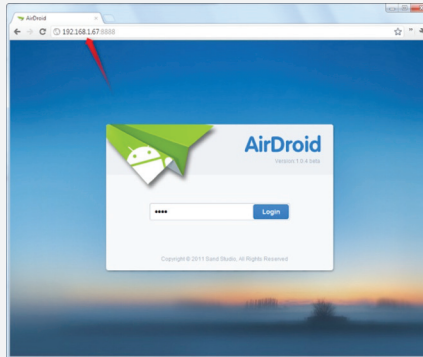 AirDroid
192.168.1.67:8888
AirDroid
Version: 1.0.4 beta
•••• Login
Copyright © 2011 Sand Studio, All Rights Reserved